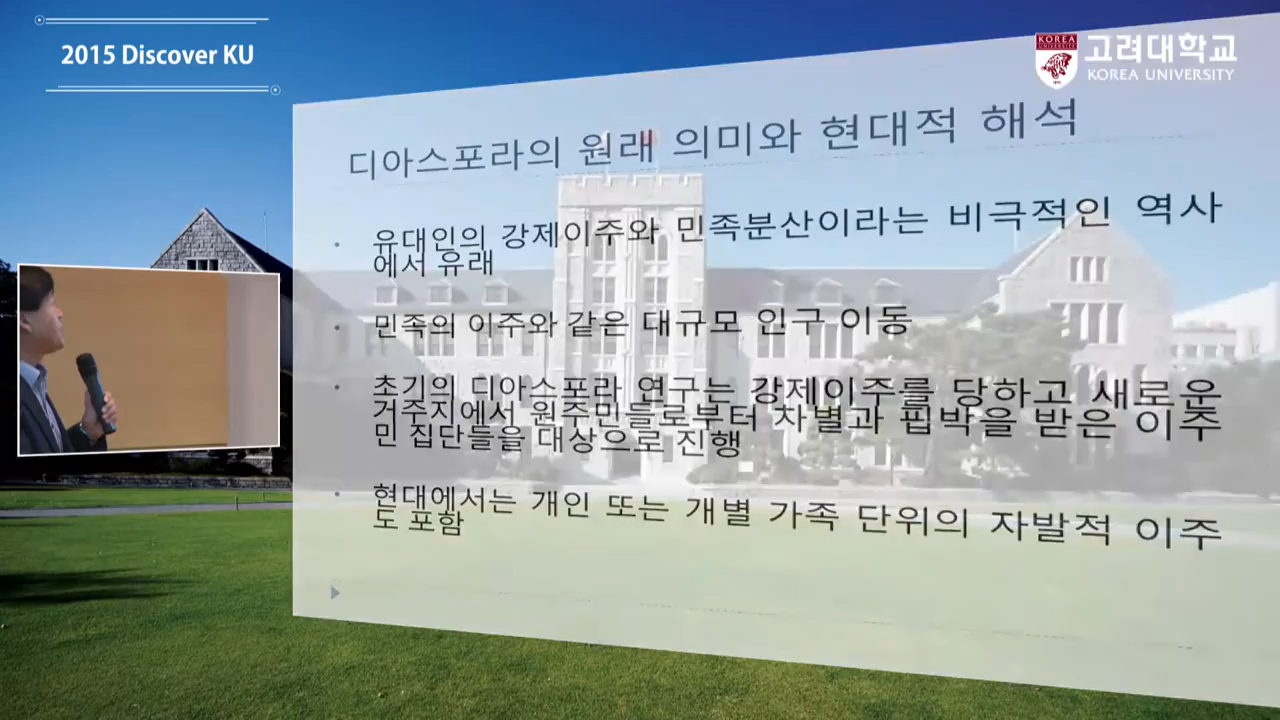 2015 Discover KU
KOREA
UNIVERSITY
고려대학교
KOREA UNIVERSITY
디아스포라의 원래 의미와 현대적 해석
• 유대인의 강제이주와 민족분산이라는 비극적인 역사
에서 유래
• 민족의 이주와 같은 대규모 인구 이동
• 초기의 디아스포라 연구는 강제이주를 당하고 새로운
거주지에서 원주민들로부터 차별과 핍박을 받은 이주
민 집단들을 대상으로 진행
• 현대에서는 개인 또는 개별 가족 단위의 자발적 이주
도 포함